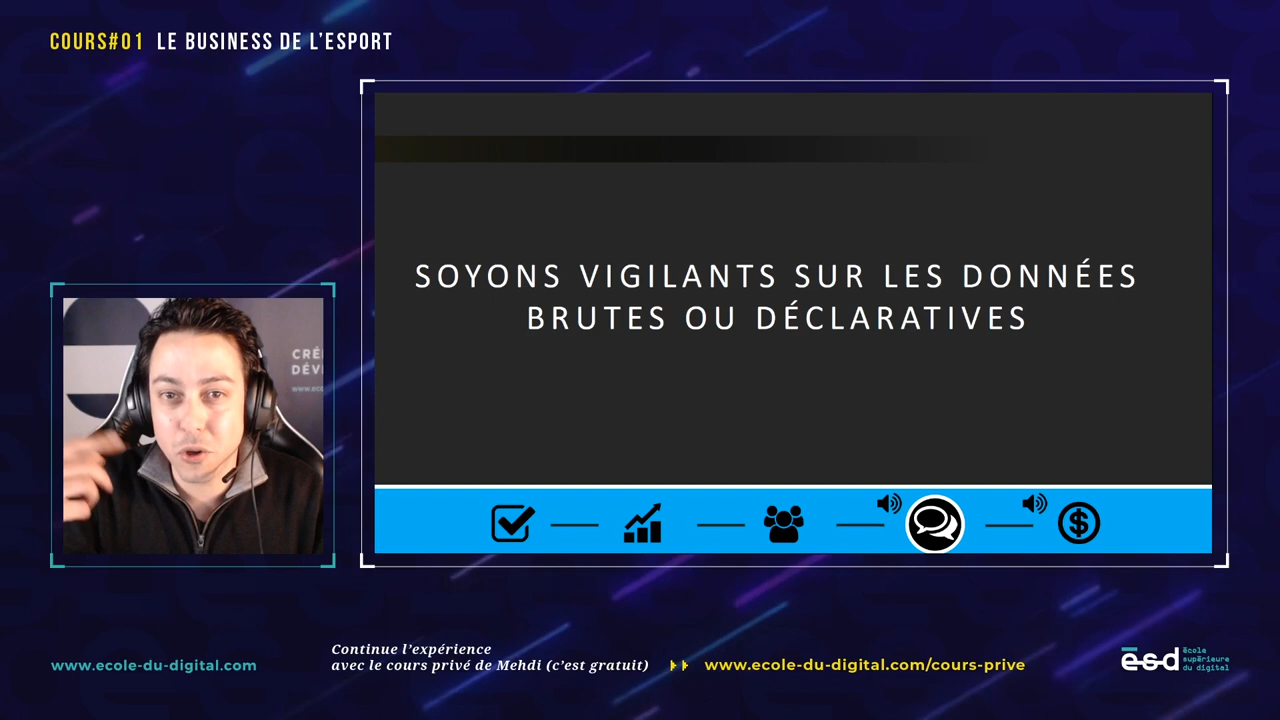 COURS#01 LE BUSINESS DE L'ESPORT
SOYONS VIGILANTS SUR LES DONNÉES
BRUTES OU DÉCLARATIVES
CRÉ
DÉV
www.eco
Continue l'expérience
avec le cours privé de Mehdi (c'est gratuit)
www.ecole-du-digital.com
www.ecole-du-digital.com/cours-prive
esd
école
supérieure
du digital